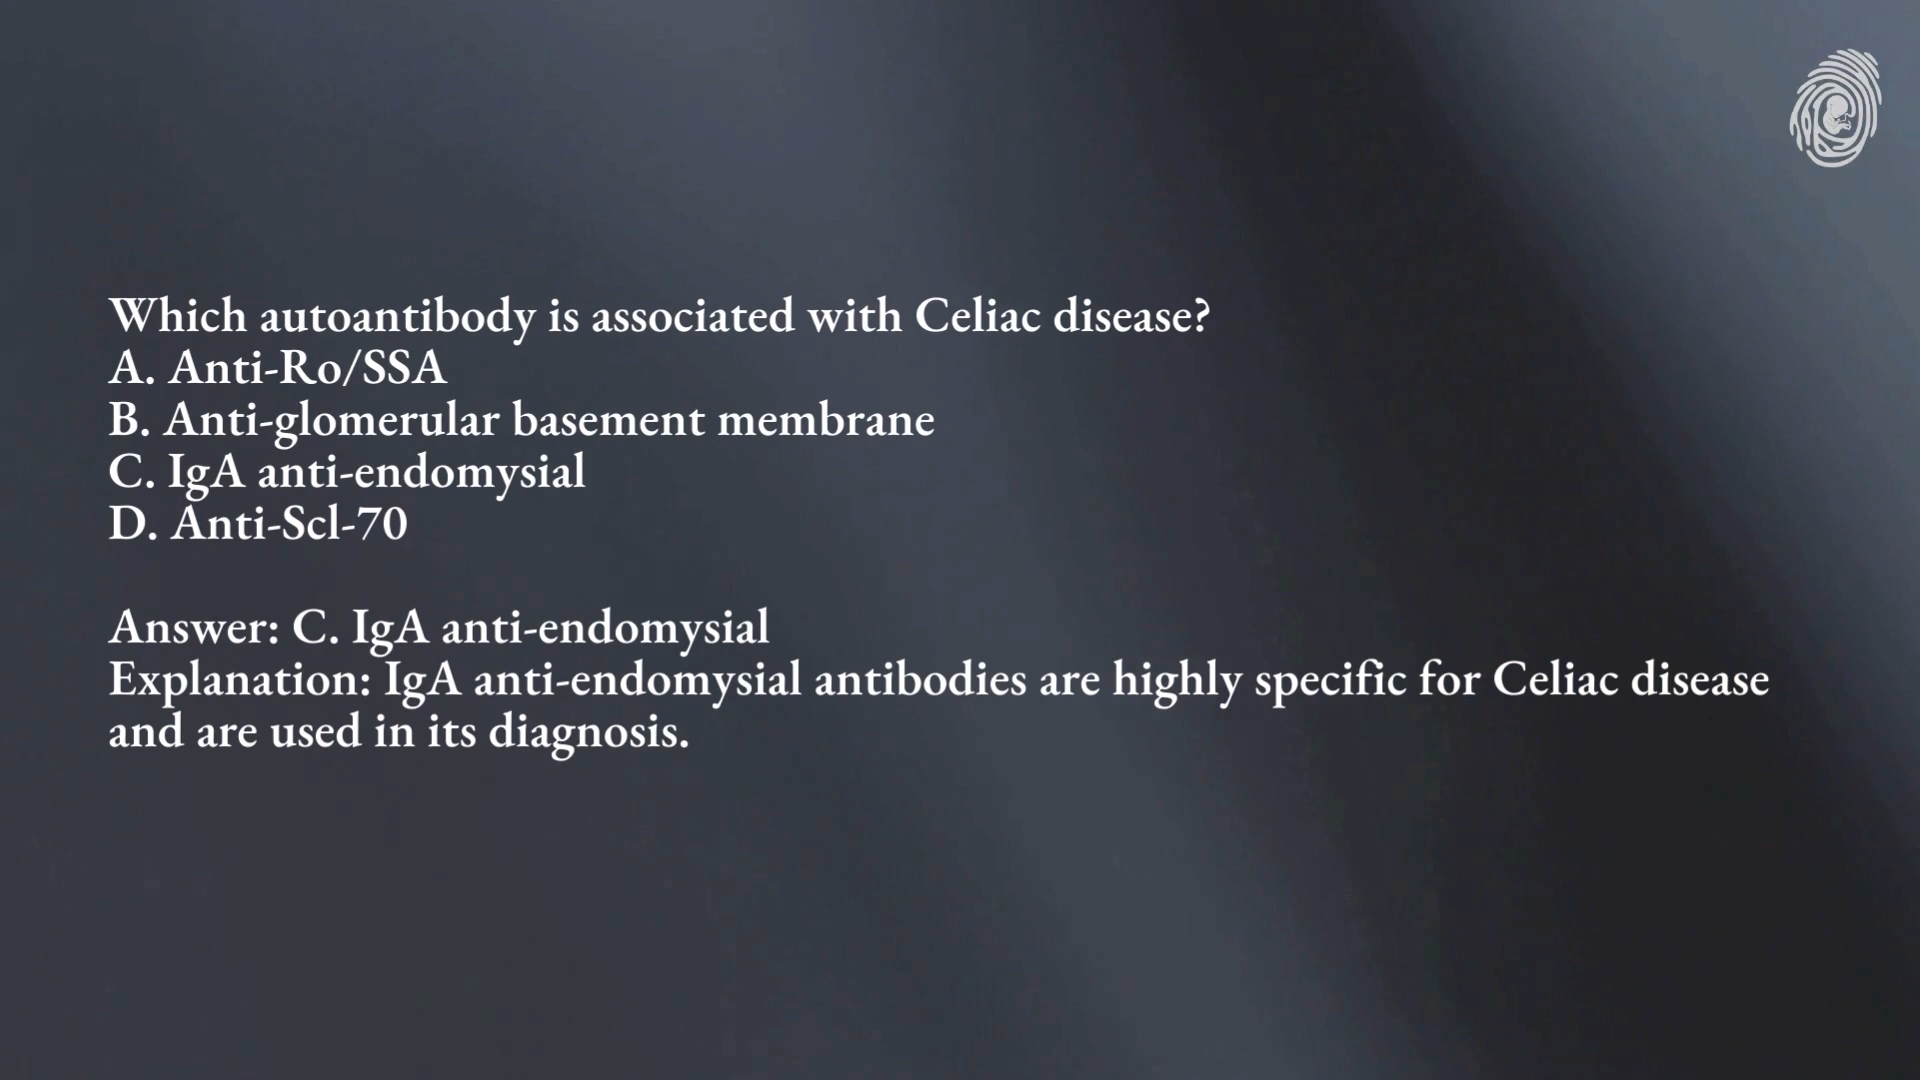 Which autoantibody is associated with Celiac disease?
A. Anti-Ro/SSA
B. Anti-glomerular basement membrane
C. IgA anti-endomysial
D. Anti-Scl-70
Answer: C. IgA anti-endomysial
Explanation: IgA anti-endomysial antibodies are highly specific for Celiac disease
and are used in its diagnosis.